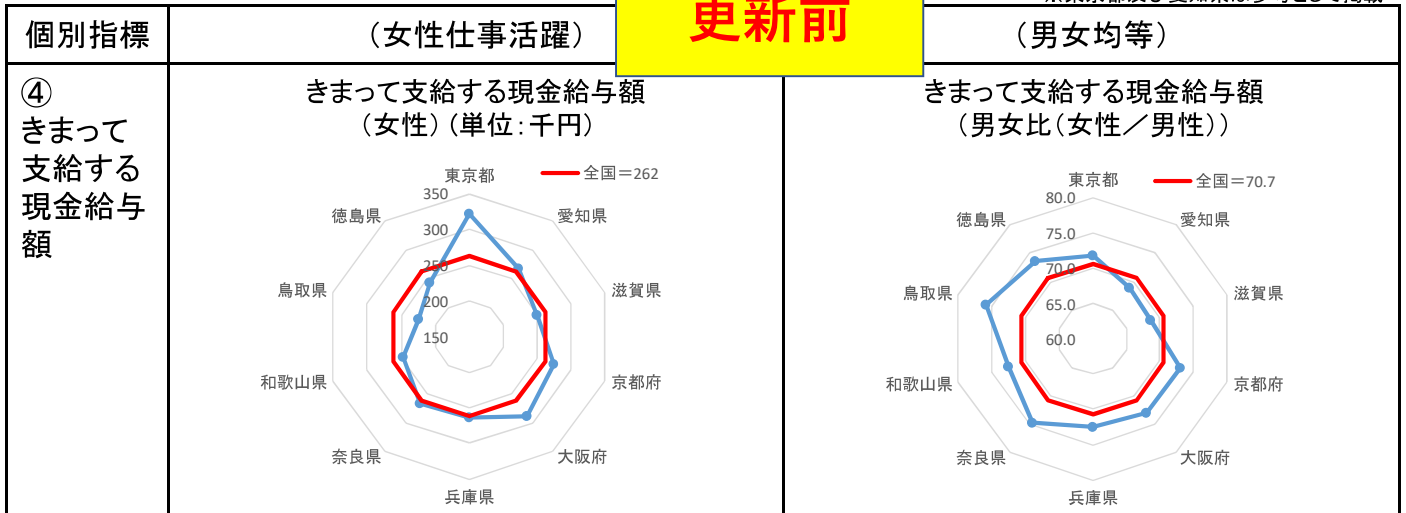 更新前
個別指標
（女性仕事活躍）
（男女均等）
④
きまって
支給する
現金給与
額
きまって支給する現金給与額
（女性）（単位：千円）
全国＝262
東京都
愛知県
滋賀県
京都府
大阪府
兵庫県
奈良県
和歌山県
鳥取県
徳島県
350
300
250
200
150
きまって支給する現金給与額
（男女比（女性／男性））
全国＝70.7
東京都
愛知県
滋賀県
京都府
大阪府
兵庫県
奈良県
和歌山県
鳥取県
徳島県
80.0
75.0
70.0
65.0
60.0